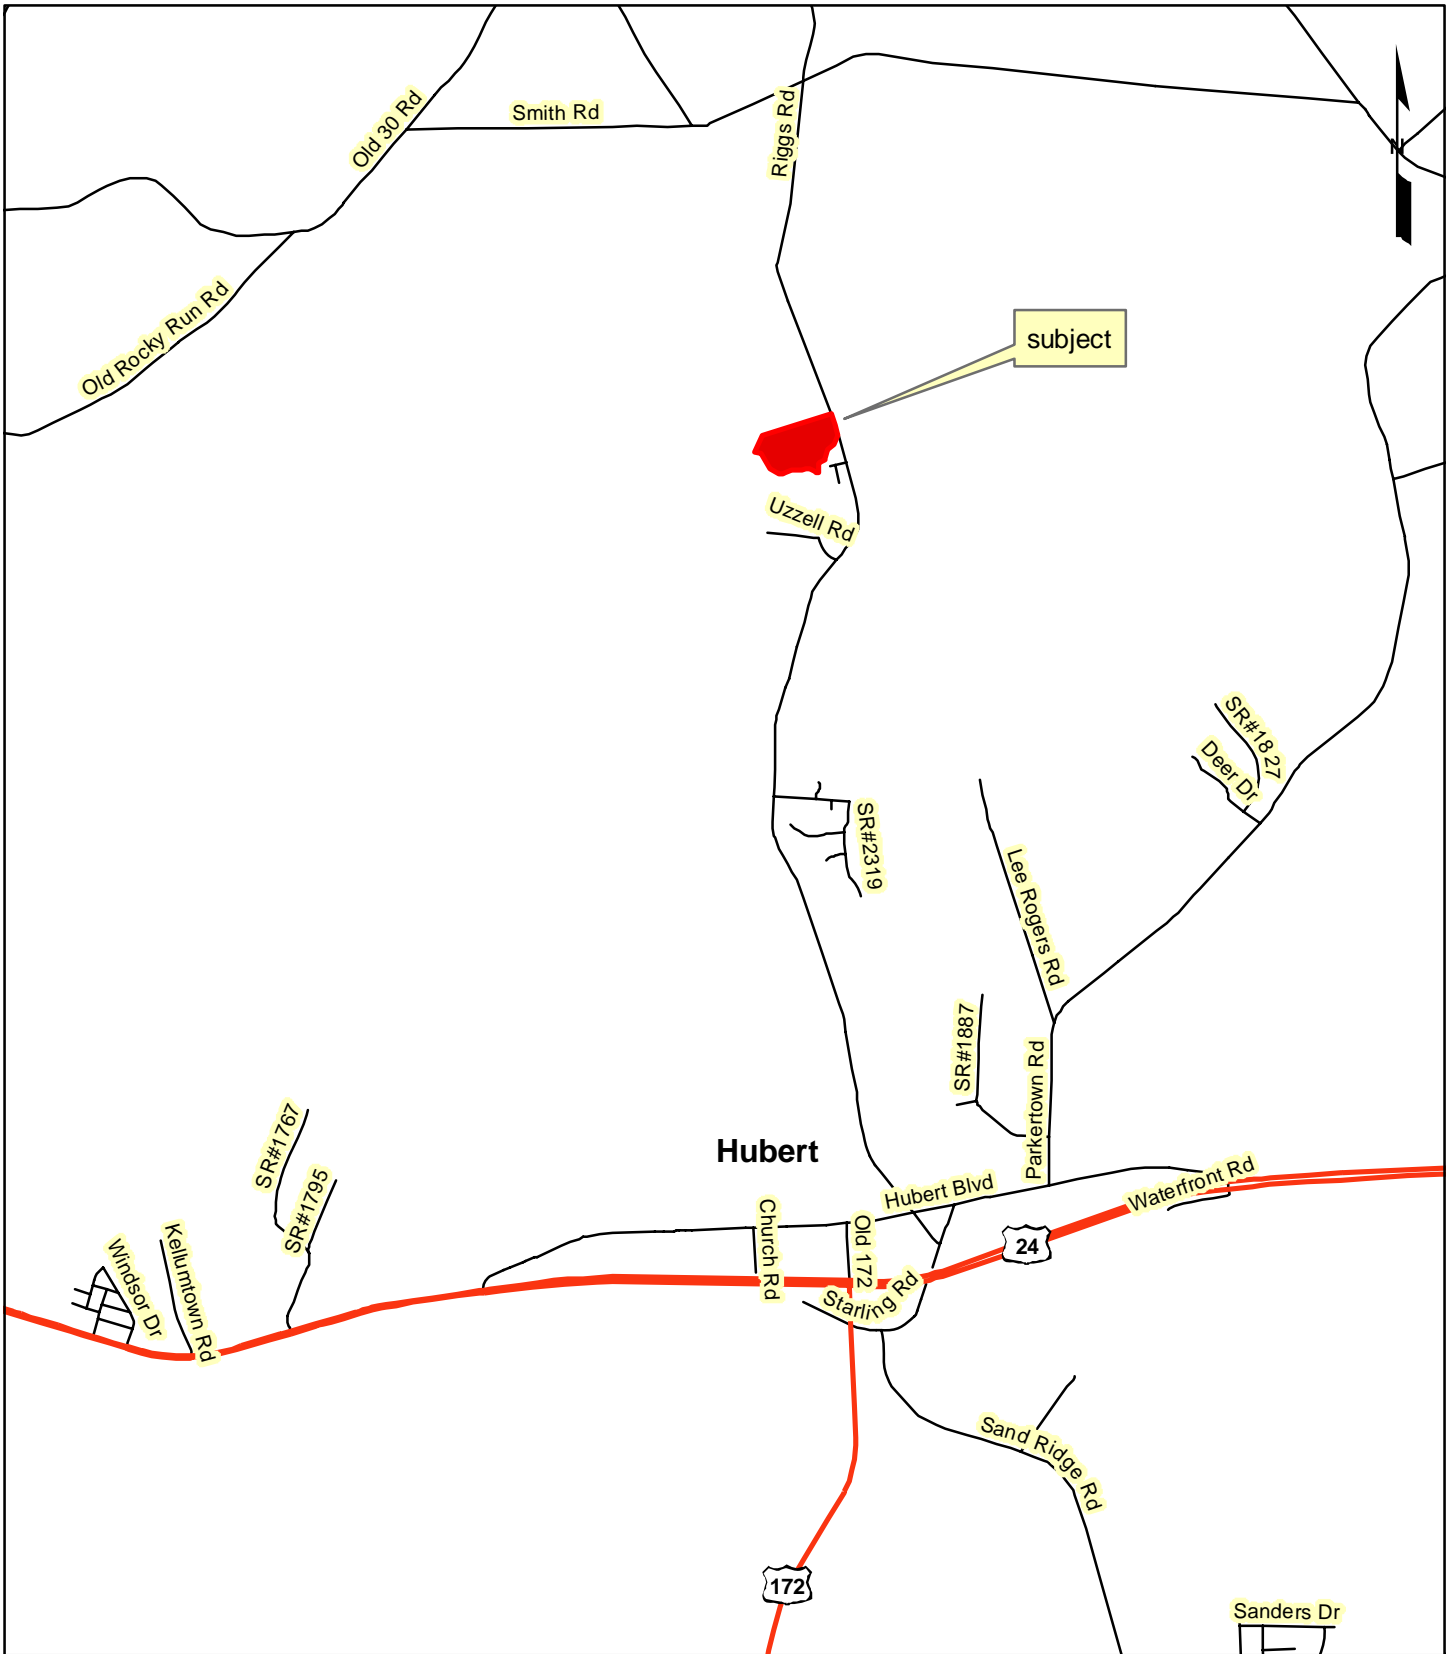 Smith Rd
Old 30 Rd
Riggs Rd
N
Old Rocky Run Rd
subject
Uzzell Rd
SR#1827
Deer Dr
SR#2319
Lee Rogers Rd
SR#1887
Parkertown Rd
Hubert
SR#1767
SR#1795
Hubert Blvd
Waterfront Rd
Church Rd
Old 172
Kellumtown Rd
Windsor Dr
24
Starling Rd
Sand Ridge Rd
172
Sanders Dr